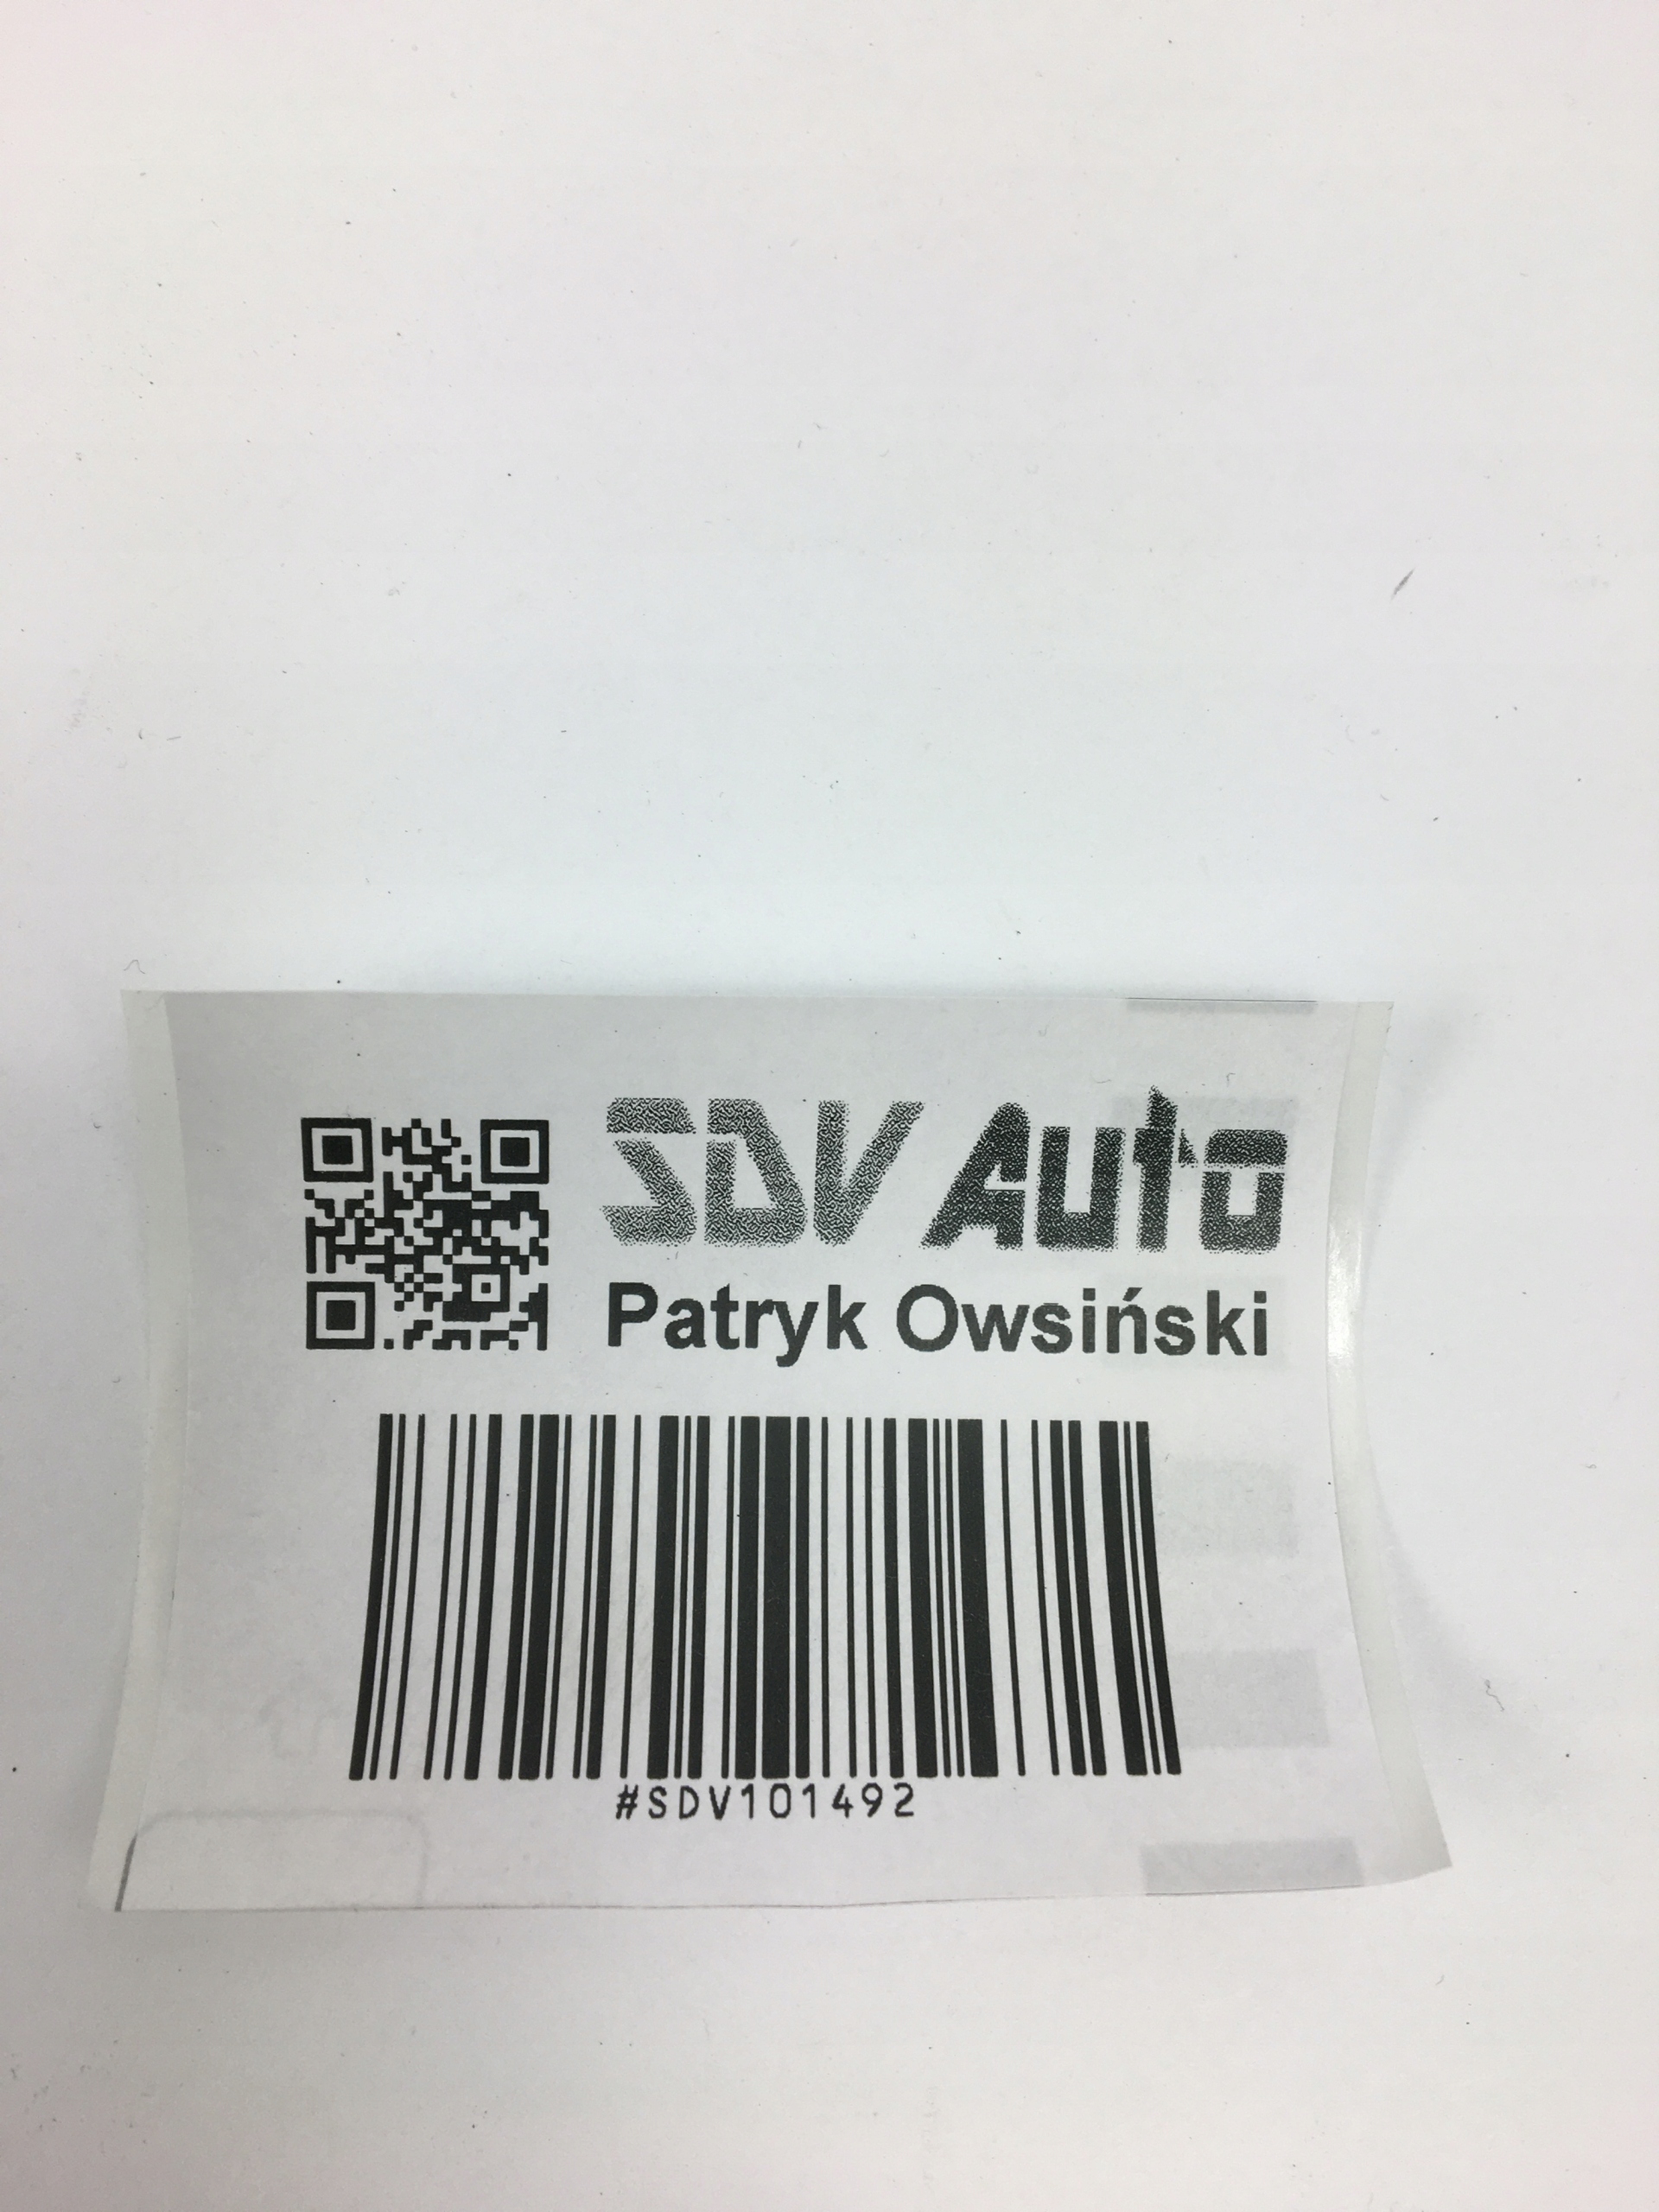 SDV Auto
Patryk Owsiński
#SDV101492